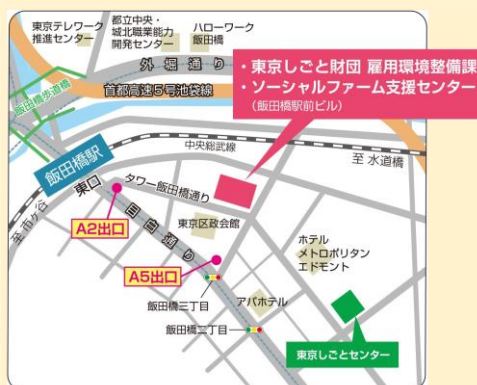 東京テレワーク
推進センター
都立中央・
城北職業能力
開発センター
ハローワーク
飯田橋
外堀通り
首都高速5号池袋線
・東京しごと財団 雇用環境整備課
・ソーシャルファーム支援センター
(飯田橋駅前ビル)
飯田橋歩道橋
中央総武線
至 水道橋
飯田橋駅
東口
タワー飯田橋通り
至市ヶ谷
A2出口
目白通り
東京区政会館
A5出口
ホテル
メトロポリタン
エドモント
飯田橋三丁目
アパホテル
飯田橋二丁目
東京しごとセンター